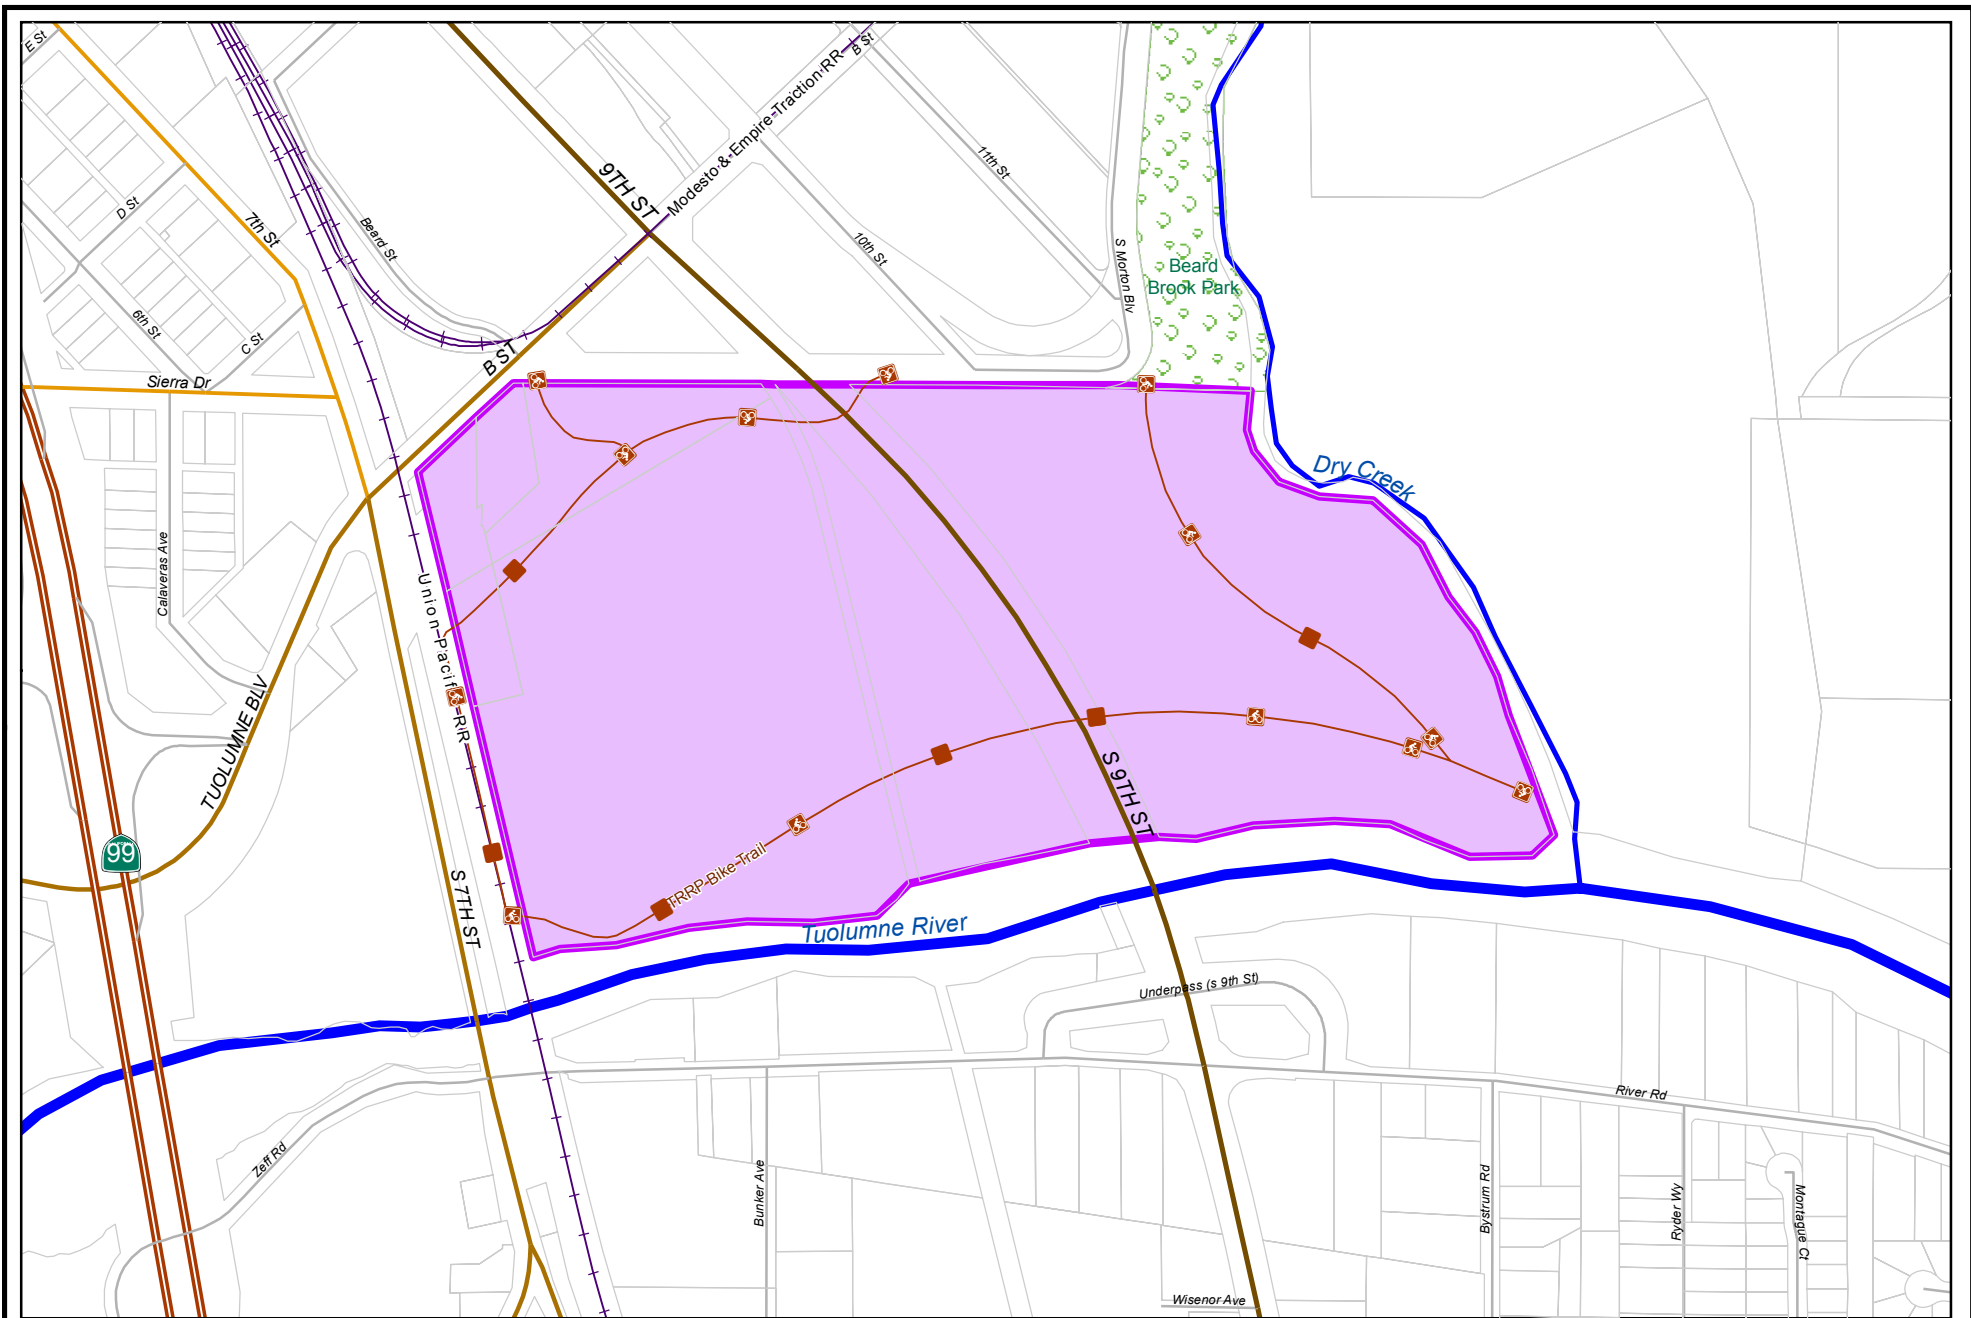 E St
B St
Modesto & Empire Traction RR
9TH ST
11th St
D St
7th St
Beard St
10th St
S Morton Blv
Beard
Brook Park
6th St
C St
B ST
Sierra Dr
Dry Creek
Calaveras Ave
Union Pacific RR
TUOLUMNE BLV
S 9TH ST
99
TRRP Bike Trail
S 7TH ST
Tuolumne River
Underpass (s 9th St)
River Rd
Zeff Rd
Bunker Ave
Bystrum Rd
Ryder Wy
Montague Ct
Wisenor Ave